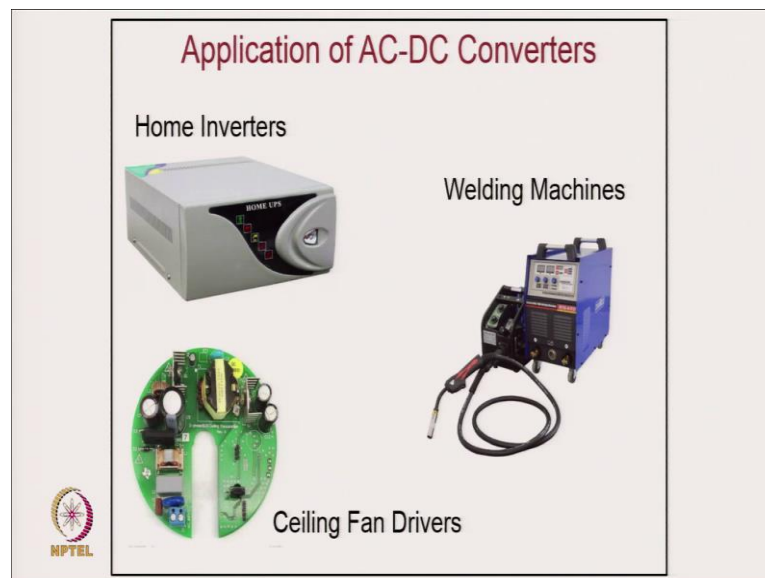 Application of AC-DC Converters
Home Inverters
HOME UPS
Welding Machines
Ceiling Fan Drivers
NPTEL